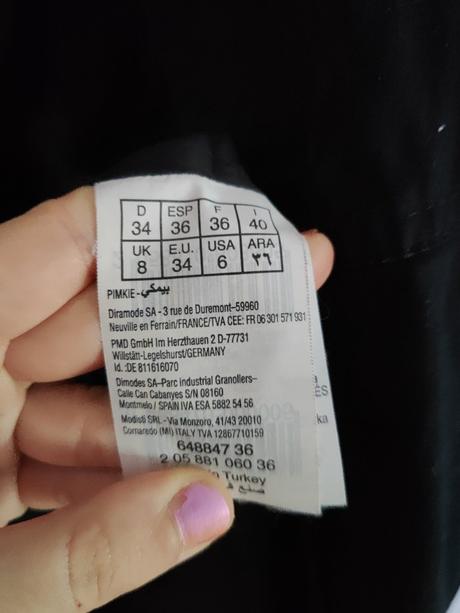 D ESP F I
34 36 36 40
UK E.U. USA ARA
8 34 6 ٣٦
PIMKIE - بيمكي
Diramode SA - 3 rue de Duremont-59960
Neuville en Ferrain/FRANCE/TVA CEE: FR 06 301 571 931
PMD GmbH Im Herzthauen 2 D-77731
Willstätt-Legelshurst/GERMANY
Id. :DE 811616070
Dimodes SA-Parc industrial Granollers-
Calle Can Cabanyes S/N 08160
Montmelo / SPAIN IVA ESA 5882 54 56
Modisti SRL - Via Monzoro, 41/43 20010
Cornaredo (MI) ITALY TVA 12867710159
648847 36
2 05 881 060 36
Turkey
ES
ka